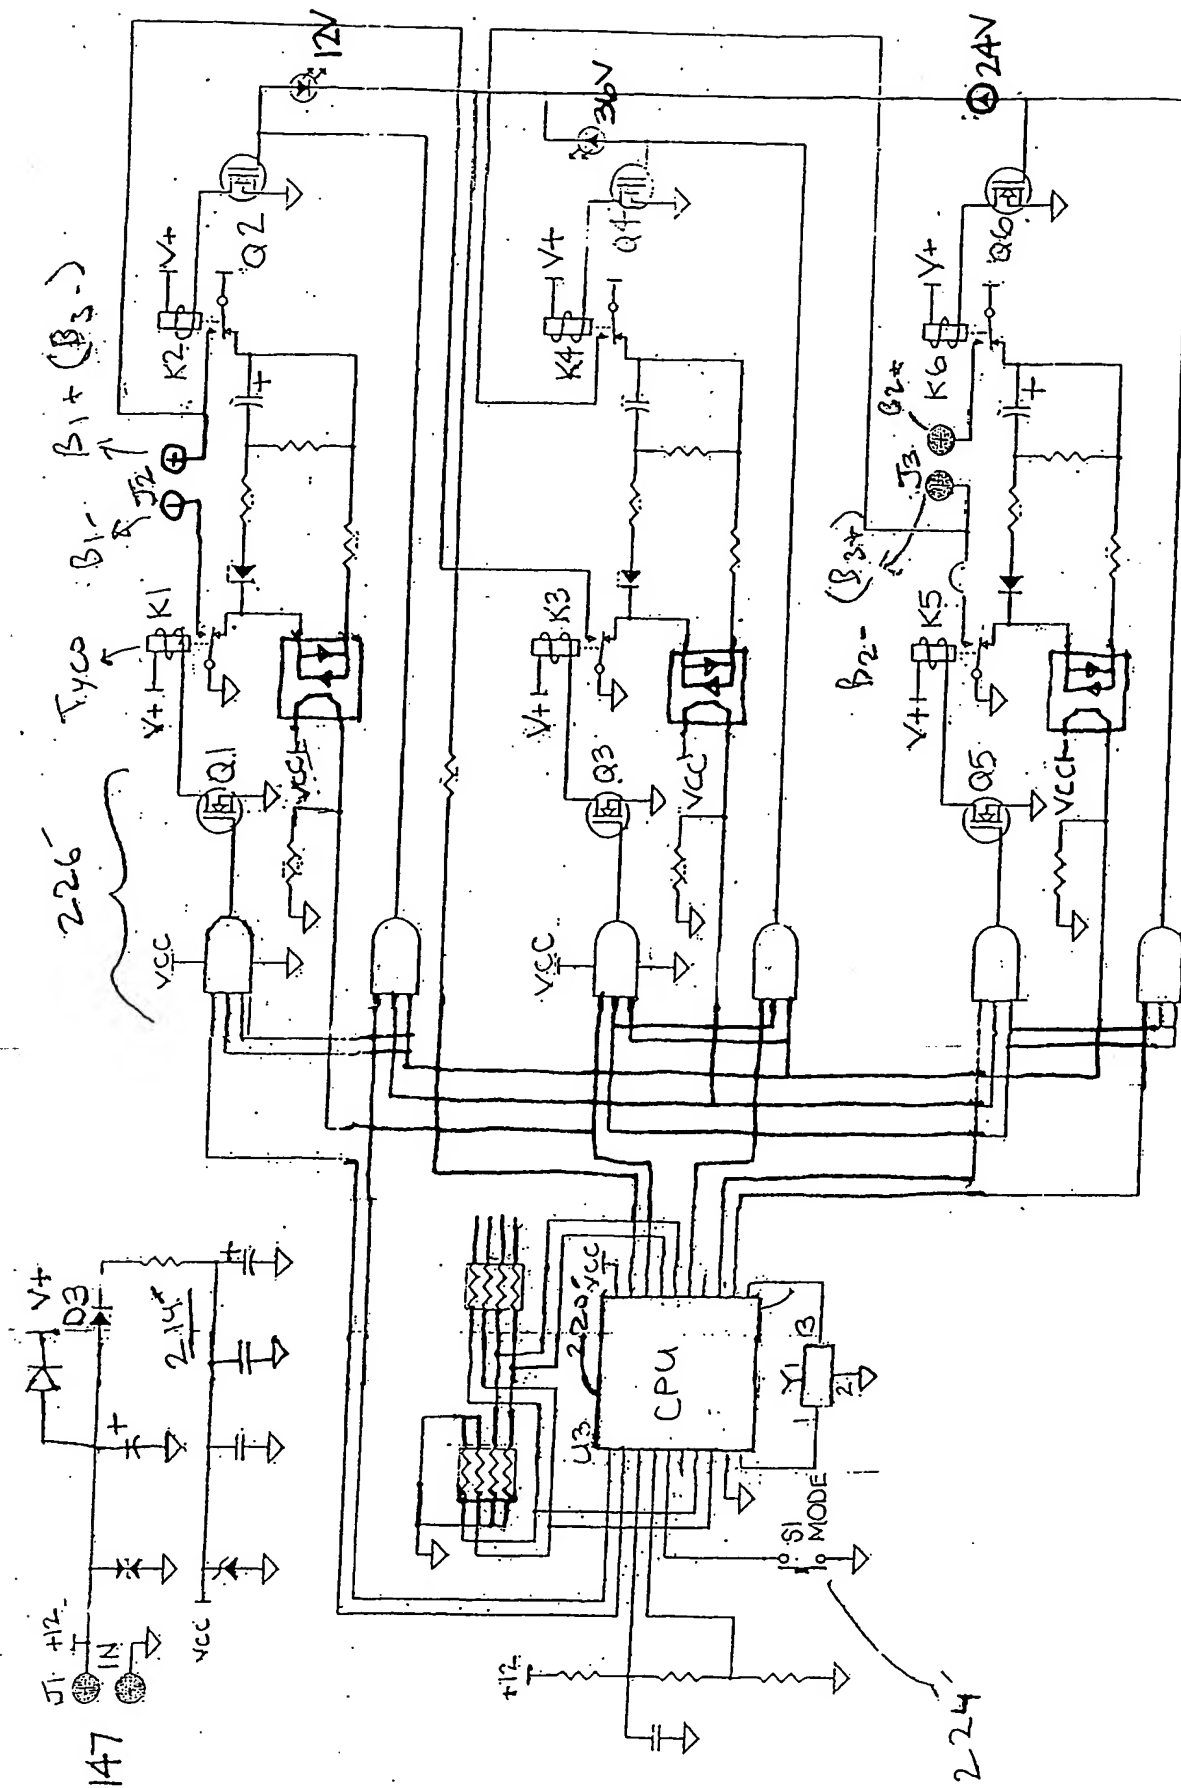 147
J1
+12
IN
VCC
V+
D3
214"
226'
Tyco
B1-
B1+ (B3-)
J2
V+
K1
K2
V+
VCC
Q1
Q2
VCC
12V
VCC
Q3
V+
K3
VCC
K4
V+
Q4
36V
(B3+)
B2-
B2+
J3
V+
K5
Q5
VCC
K6
V+
Q6
24V
U3
220'
VCC
CPU
Y1
1
2
3
S1
MODE
+12
224'